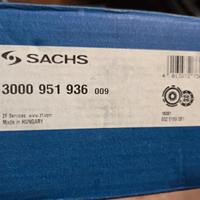 SACHS
3000 951 936 009
ZF Services www.zf.com
Made in HUNGARY